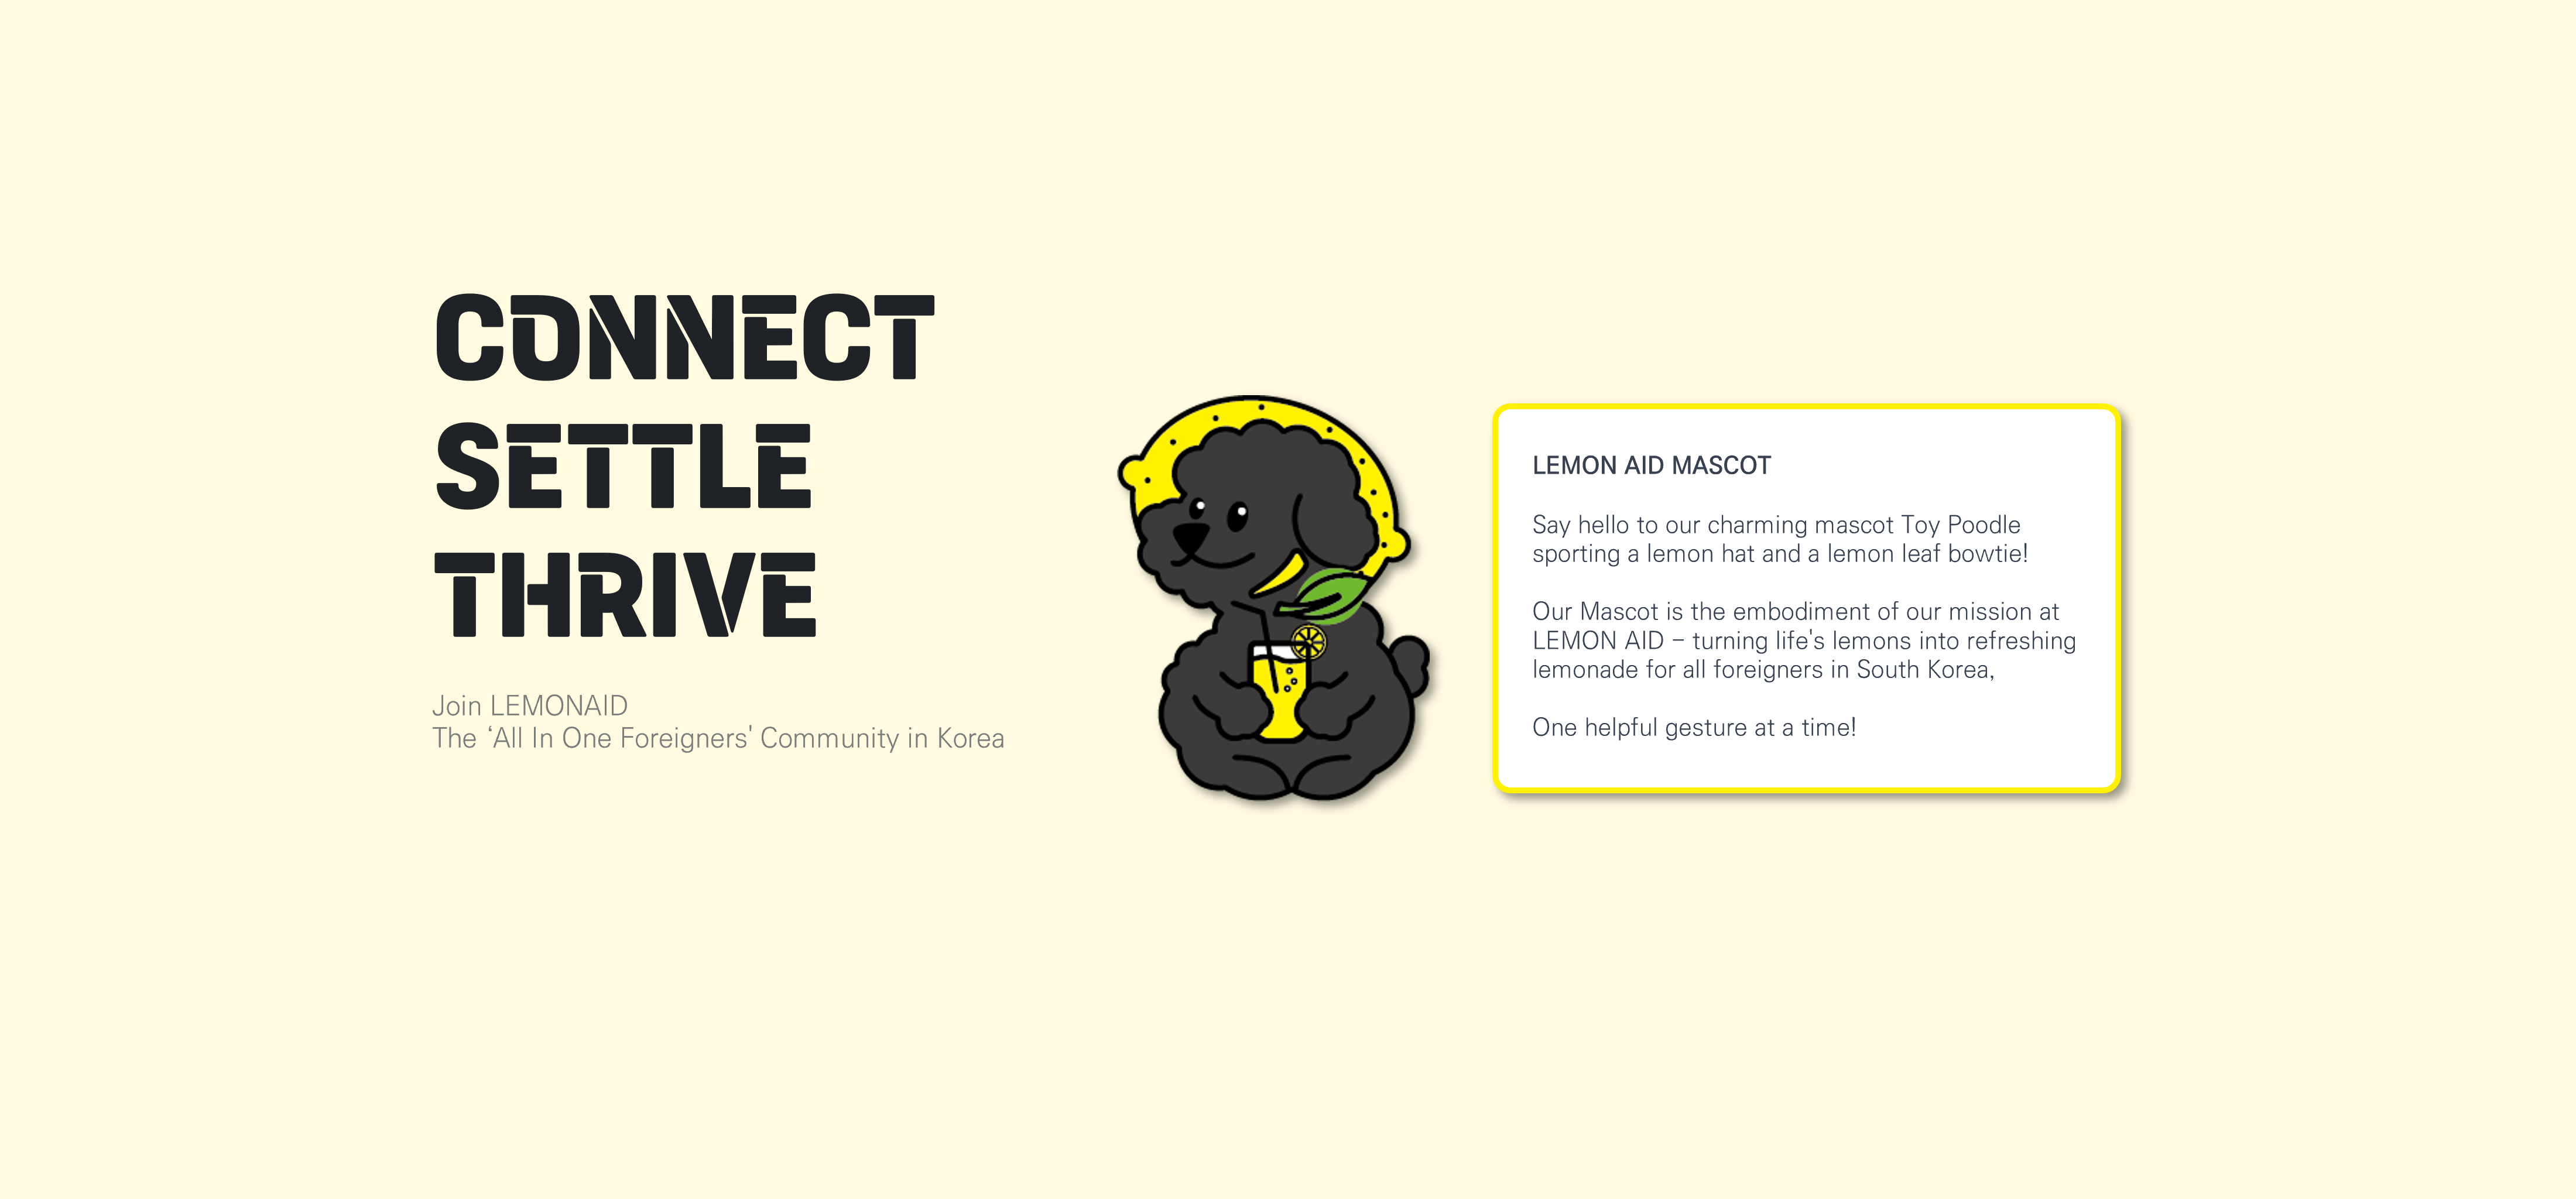 CONNECT
SETTLE
THRIVE
Join LEMONAID
The ‘All In One Foreigners' Community in Korea
LEMON AID MASCOT
Say hello to our charming mascot Toy Poodle
sporting a lemon hat and a lemon leaf bowtie!
Our Mascot is the embodiment of our mission at
LEMON AID – turning life's lemons into refreshing
lemonade for all foreigners in South Korea,
One helpful gesture at a time!